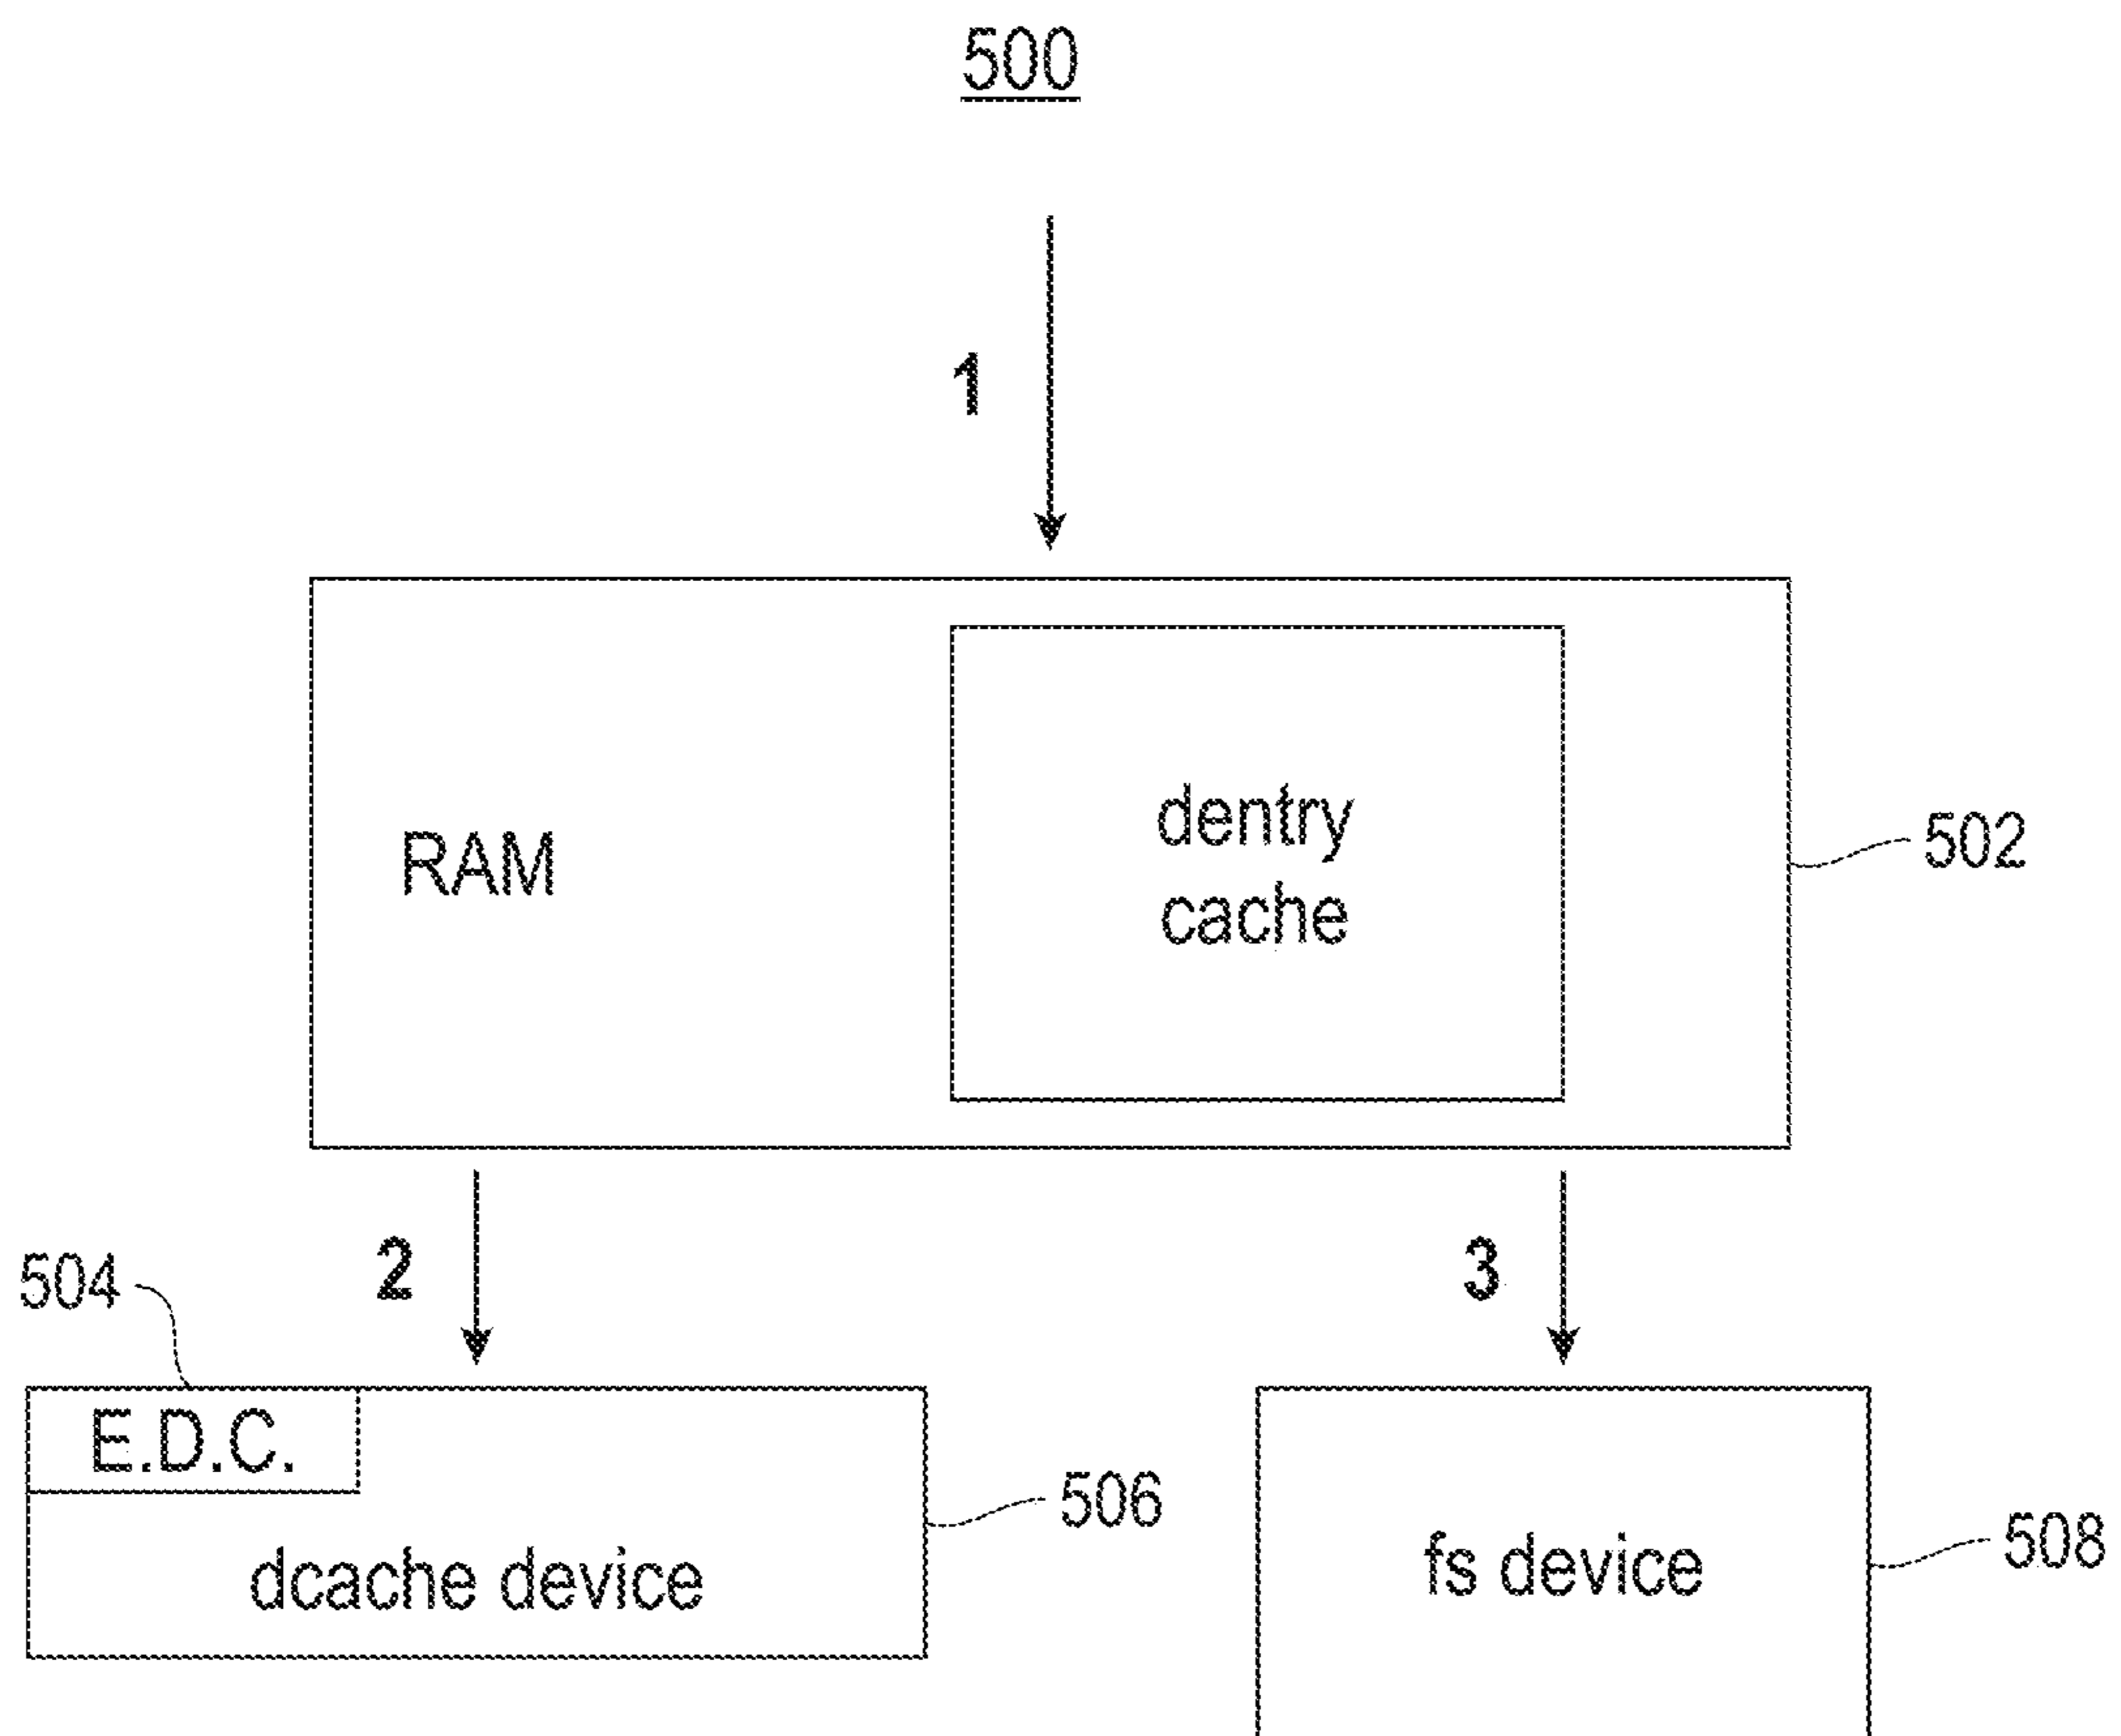 500
1
RAM
dentry
cache
502
2
3
504
E.D.C.
506
dcache device
fs device
508